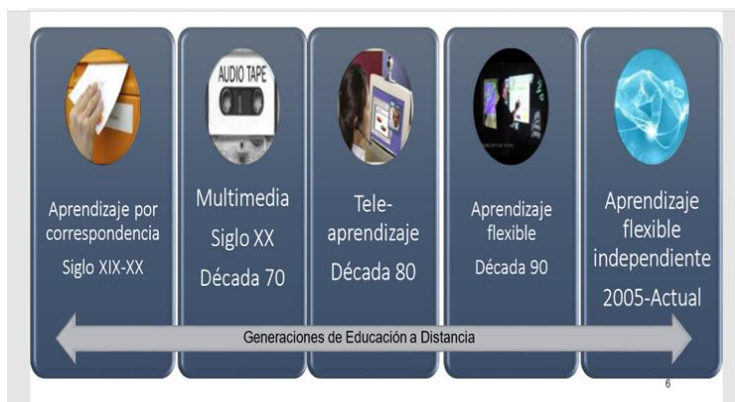 Aprendizaje por
correspondencia
Siglo XIX-XX
AUDIO TAPE
Multimedia
Siglo XX
Década 70
Tele-
aprendizaje
Década 80
Aprendizaje
flexible
Década 90
Aprendizaje
flexible
independiente
2005-Actual
Generaciones de Educación a Distancia
6